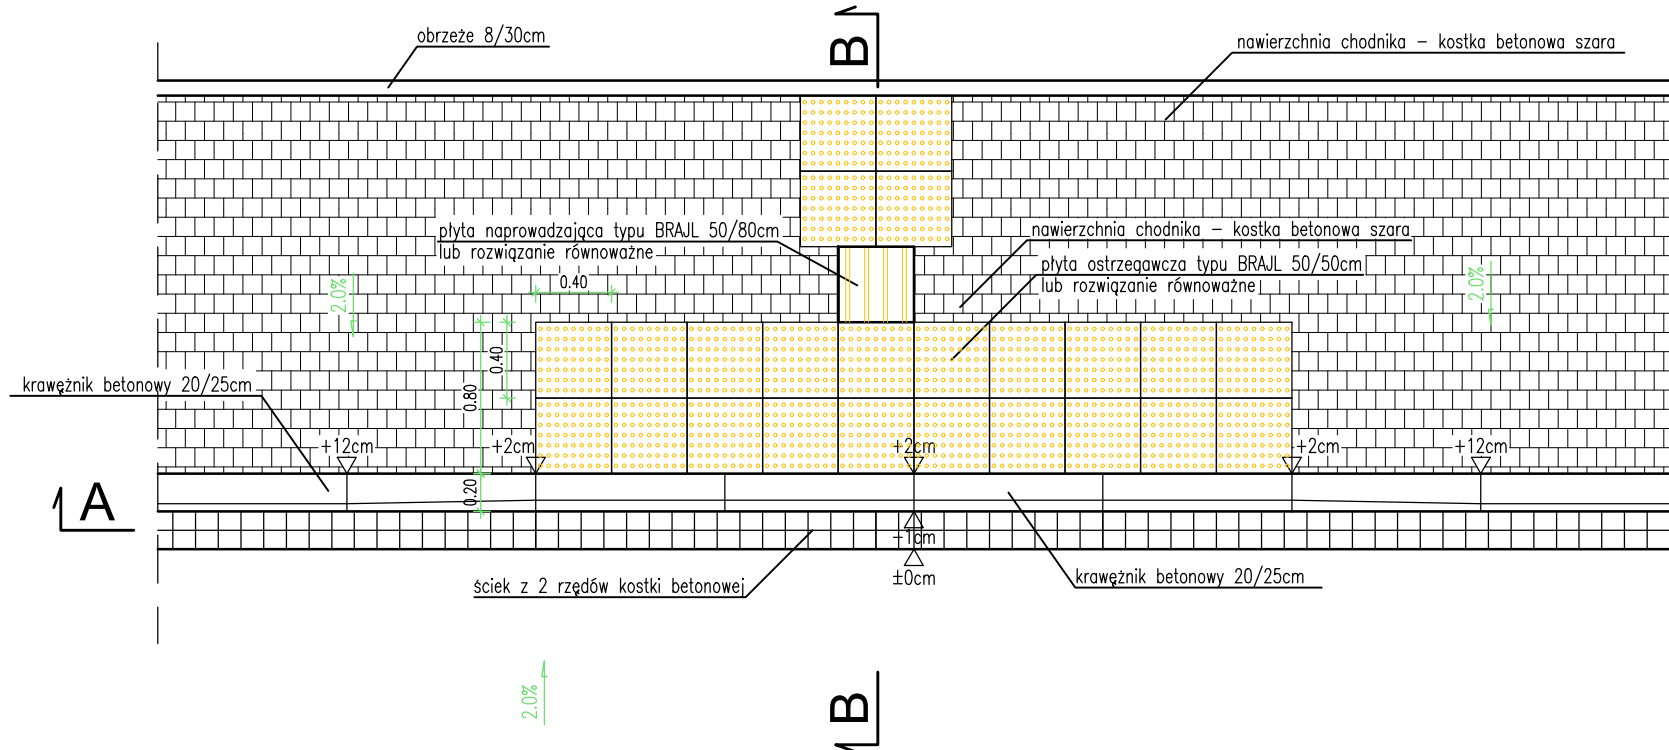 obrzeże 8/30cm
B
nawierzchnia chodnika – kostka betonowa szara
płyta naprowadzająca typu BRAJL 50/80cm
lub rozwiązanie równoważne
nawierzchnia chodnika – kostka betonowa szara
płyta ostrzegawcza typu BRAJL 50/50cm
lub rozwiązanie równoważne
0.40
2.0%
2.0%
0.40
0.80
krawężnik betonowy 20/25cm
+12cm
+2cm
+2cm
+2cm
+12cm
0.20
A
+1cm
±0cm
ściek z 2 rzędów kostki betonowej
krawężnik betonowy 20/25cm
2.0%
B